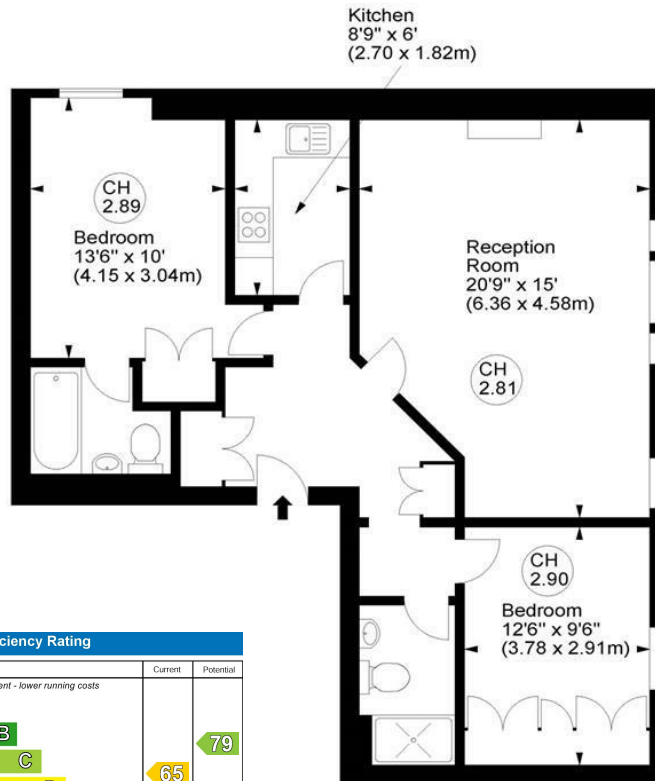 Kitchen
8'9" x 6'
(2.70 x 1.82m)
CH
2.89
Bedroom
13'6" x 10'
(4.15 x 3.04m)
Reception
Room
20'9" x 15'
(6.36 x 4.58m)
CH
2.81
CH
2.90
Bedroom
12'6" x 9'6"
(3.78 x 2.91m)
ciency Rating
Current Potential
ent - lower running costs
B
79
C
65